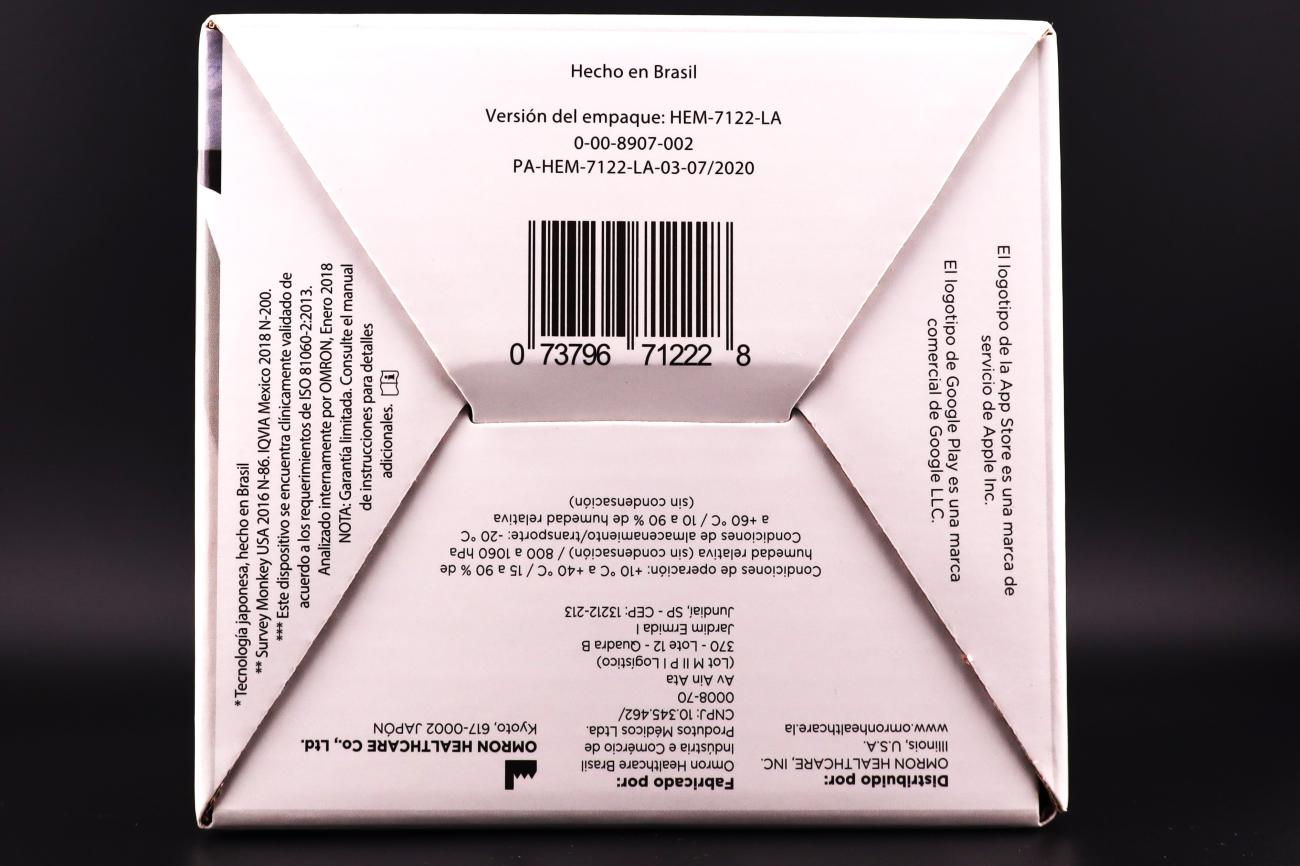 Hecho en Brasil
Versión del empaque: HEM-7122-LA
0-00-8907-002
PA-HEM-7122-LA-03-07/2020
0 73796 71222 8
*Tecnología japonesa, hecho en Brasil
** Survey Monkey USA 2016 N-86. IQVIA Mexico 2018 N-200.
*** Este dispositivo se encuentra clínicamente validado de
acuerdo a los requerimientos de ISO 81060-2:2013.
Analizado internamente por OMRON, Enero 2018
NOTA: Garantía limitada. Consulte el manual
de instrucciones para detalles
adicionales.
El logotipo de la App Store es una marca de
servicio de Apple Inc.
El logotipo de Google Play es una marca
comercial de Google LLC.
Distribuido por:
OMRON HEALTHCARE, INC.
Illinois, U.S.A.
www.omronhealthcare.la
Fabricado por:
Omron Healthcare Brasil
Indústria e Comércio de
Produtos Médicos Ltda.
CNPJ: 10.345.462/
0008-70
Av Ain Ata
(Lot M II P I Logístico)
370 - Lote 12 - Quadra B
Jardim Ermida I
Jundiaí, SP - CEP: 13212-213
OMRON HEALTHCARE Co., Ltd.
Kyoto, 617-0002 JAPÓN
Condiciones de operación: +10° C a +40 °C / 15 a 90 % de
humedad relativa (sin condensación) / 800 a 1060 hPa
Condiciones de almacenamiento/transporte: -20 °C
a +60 °C / 10 a 90 % de humedad relativa
(sin condensación)